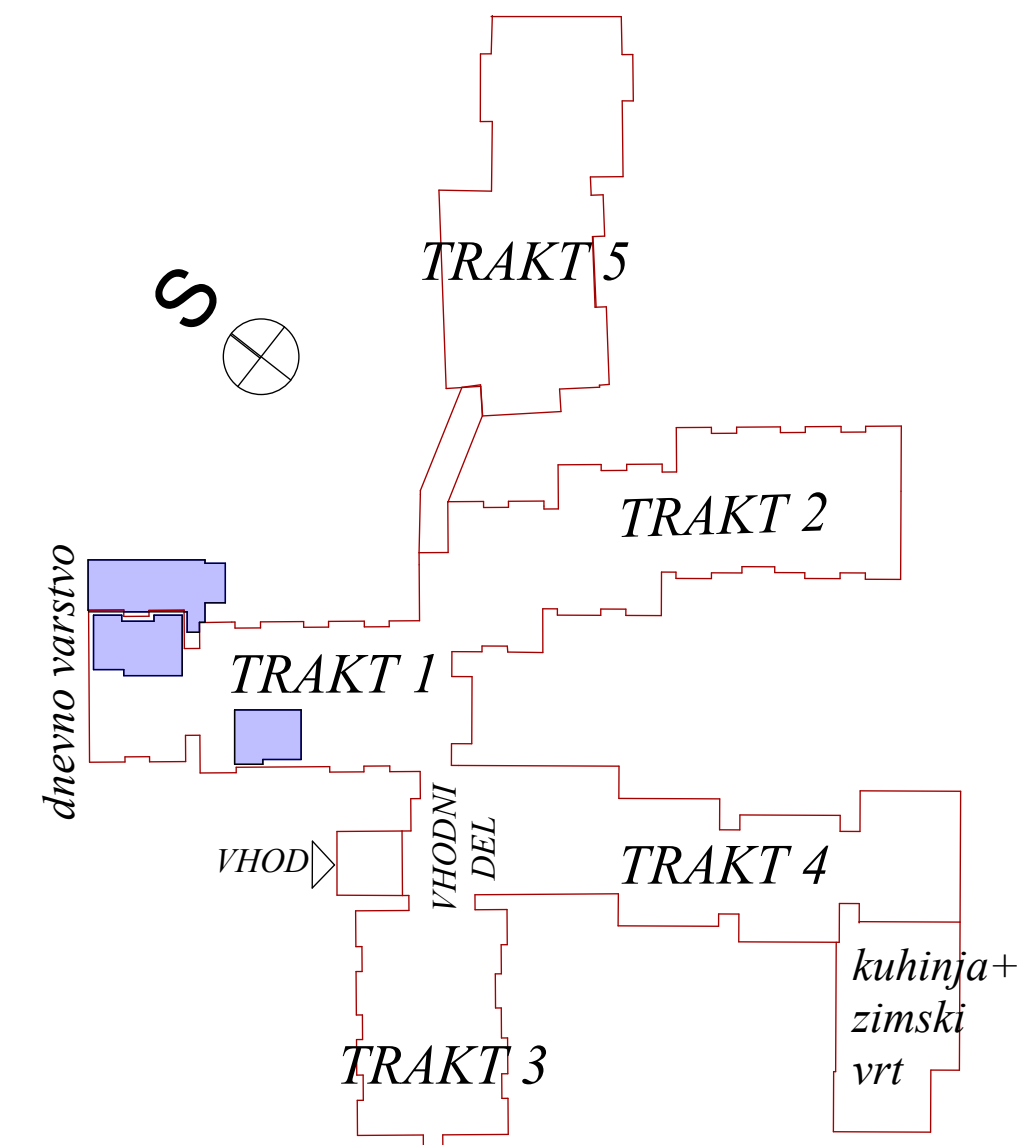 TRAKT 5
S
TRAKT 2
dnevno varstvo
TRAKT 1
VHODNI
DEL
VHOD
TRAKT 4
kuhinja+
zimski
vrt
TRAKT 3